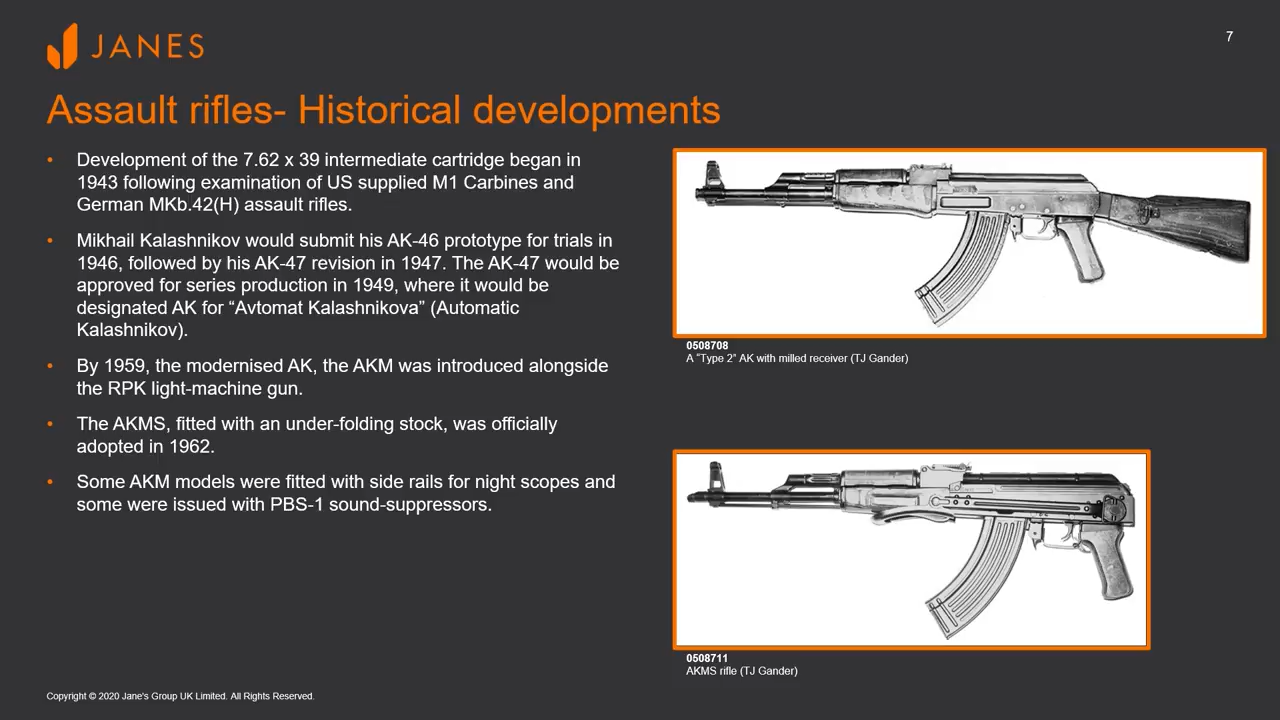 JANES
7
Assault rifles- Historical developments
• Development of the 7.62 x 39 intermediate cartridge began in
1943 following examination of US supplied M1 Carbines and
German MKb.42(H) assault rifles.
• Mikhail Kalashnikov would submit his AK-46 prototype for trials in
1946, followed by his AK-47 revision in 1947. The AK-47 would be
approved for series production in 1949, where it would be
designated AK for “Avtomat Kalashnikova” (Automatic
Kalashnikov).
• By 1959, the modernised AK, the AKM was introduced alongside
the RPK light-machine gun.
• The AKMS, fitted with an under-folding stock, was officially
adopted in 1962.
• Some AKM models were fitted with side rails for night scopes and
some were issued with PBS-1 sound-suppressors.
0508708
A “Type 2” AK with milled receiver (TJ Gander)
0508711
AKMS rifle (TJ Gander)
Copyright © 2020 Jane's Group UK Limited. All Rights Reserved.